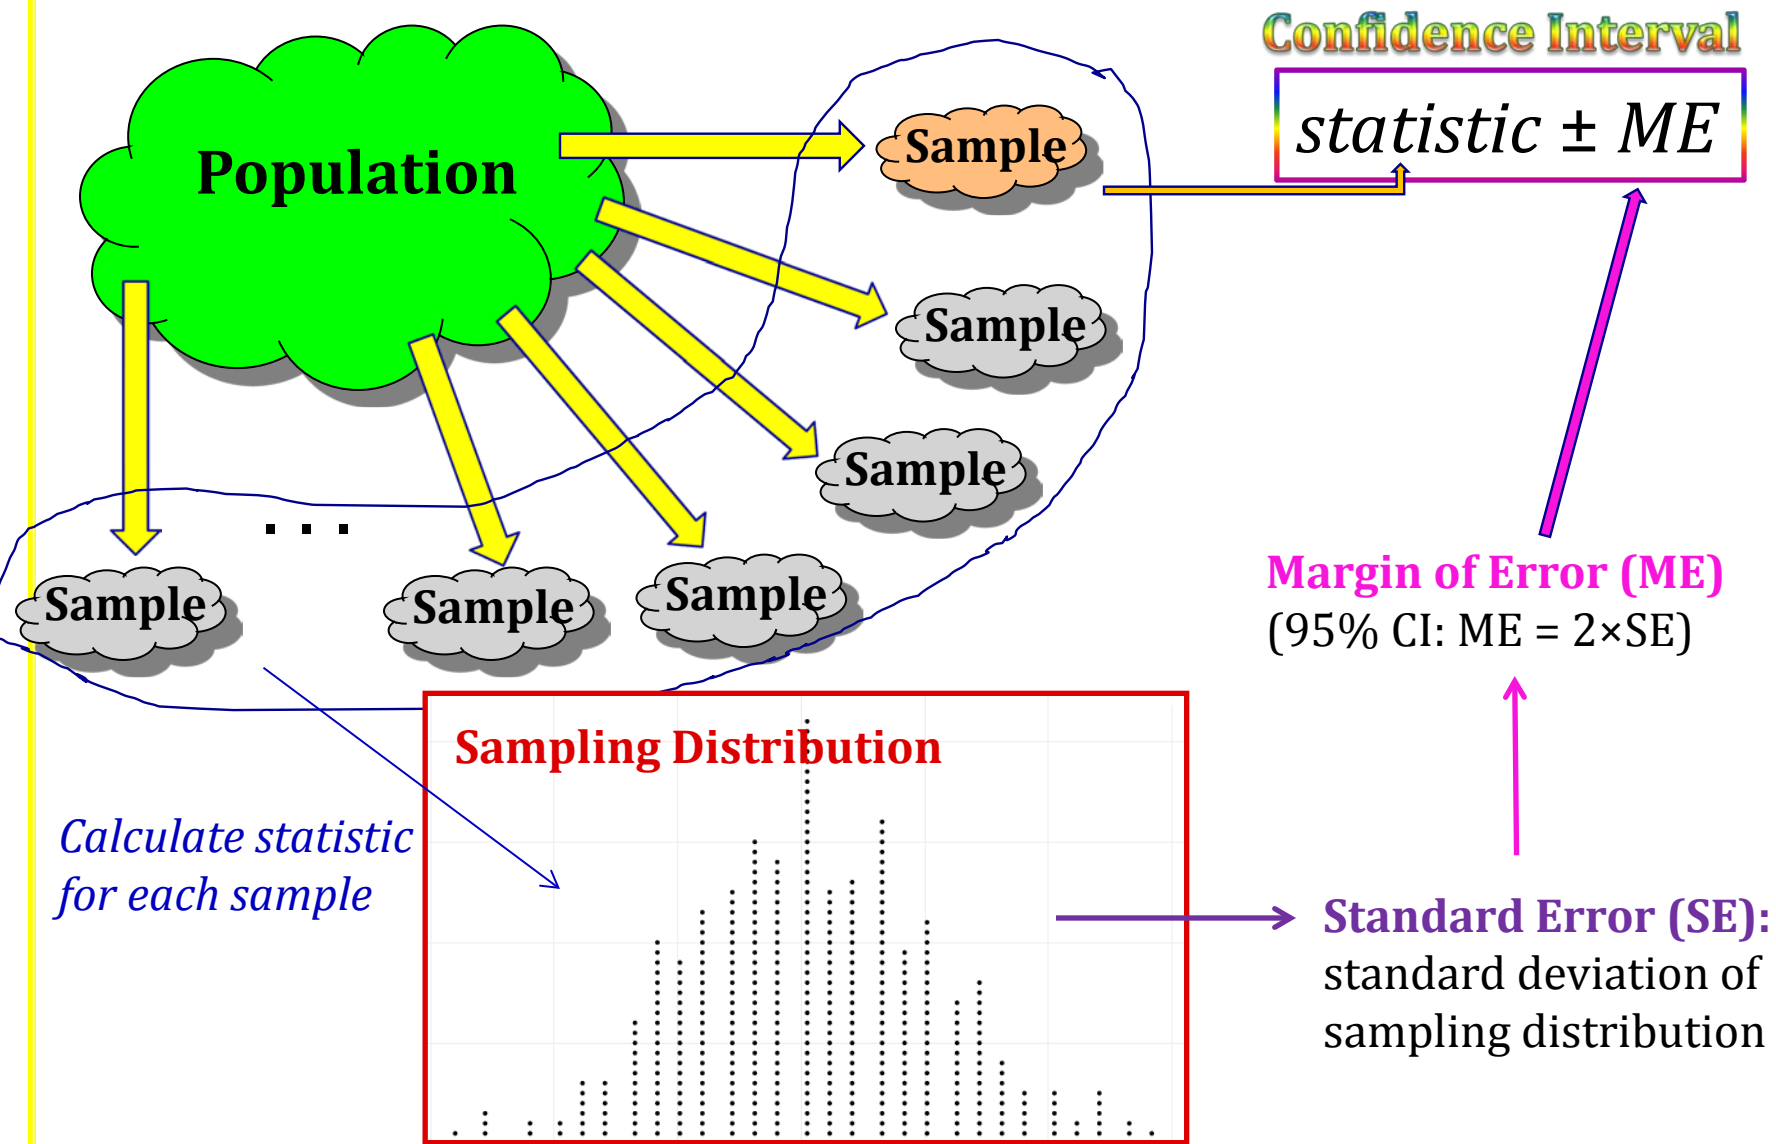 Confidence Interval
statistic ± ME
Population
Sample
Sample
Sample
Sample
Sample
Sample
. . .
Margin of Error (ME)
(95% CI: ME = 2×SE)
Sampling Distribution
Calculate statistic
for each sample
Standard Error (SE):
standard deviation of
sampling distribution